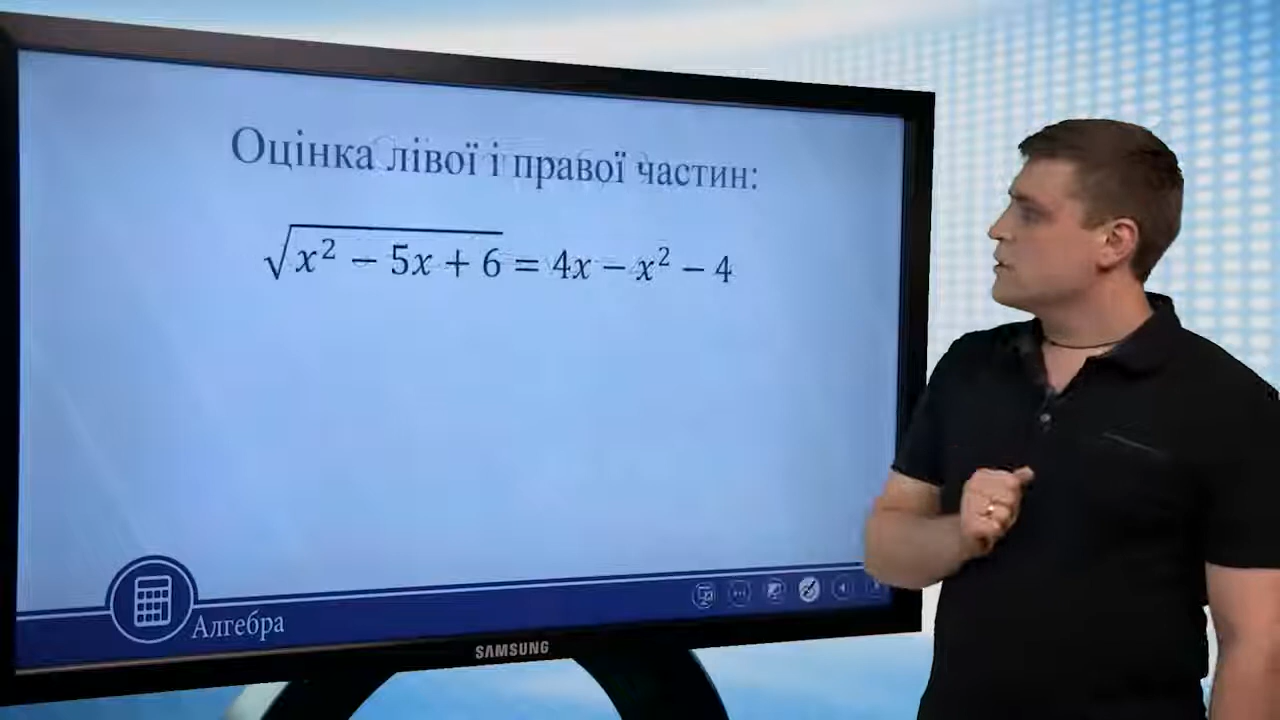 Оцінка лівої і правої частин:
√x² − 5x + 6 = 4x − x² − 4
Алгебра
SAMSUNG